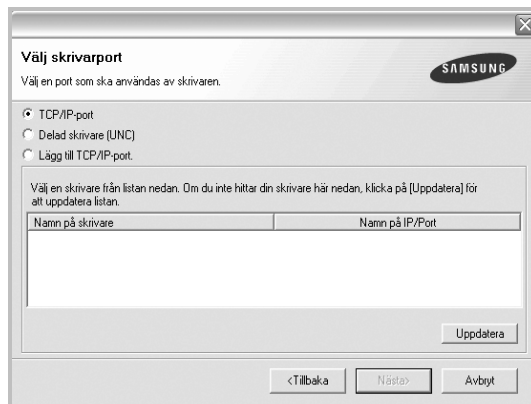 Välj skrivarport
Välj en port som ska användas av skrivaren.
SAMSUNG
TCP/IP-port
Delad skrivare (UNC)
Lägg till TCP/IP-port.
Välj en skrivare från listan nedan. Om du inte hittar din skrivare här nedan, klicka på [Uppdatera] för
att uppdatera listan.
Namn på skrivare Namn på IP/Port
Uppdatera
<Tillbaka Nästa> Avbryt